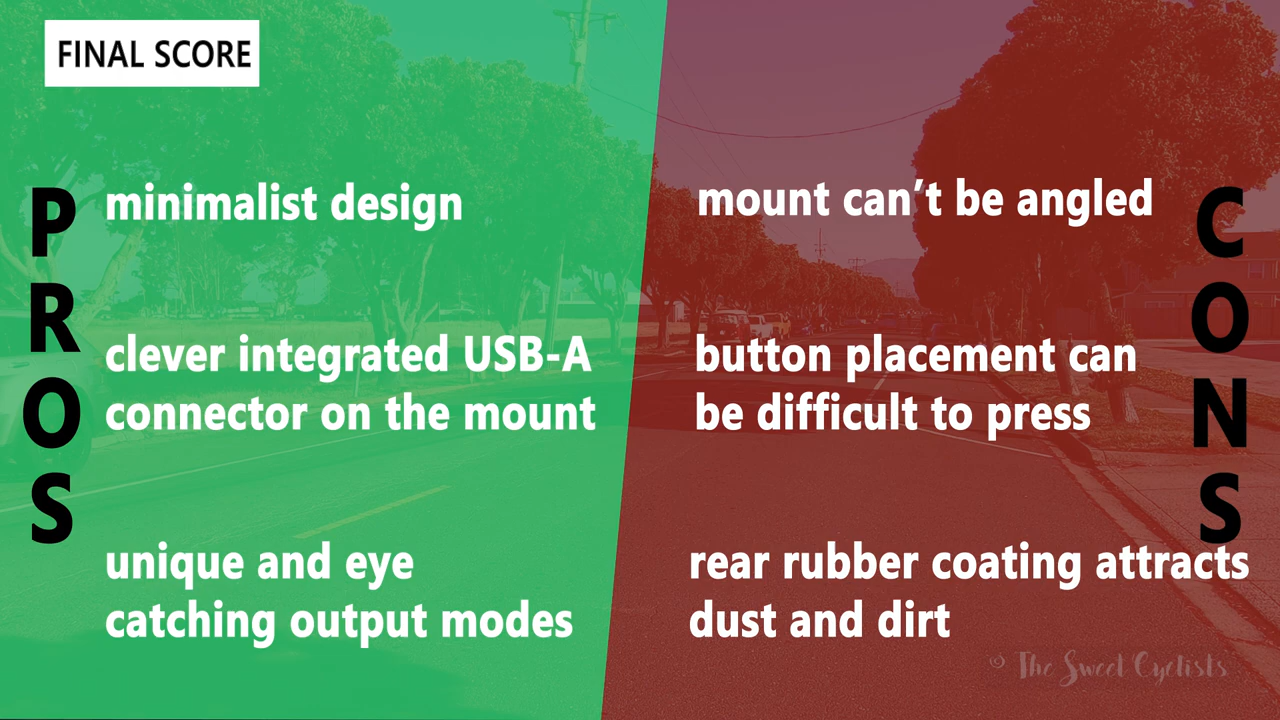 FINAL SCORE
PROS
minimalist design
clever integrated USB-A
connector on the mount
unique and eye
catching output modes
CONS
mount can’t be angled
button placement can
be difficult to press
rear rubber coating attracts
dust and dirt
The Sweet Cyclists